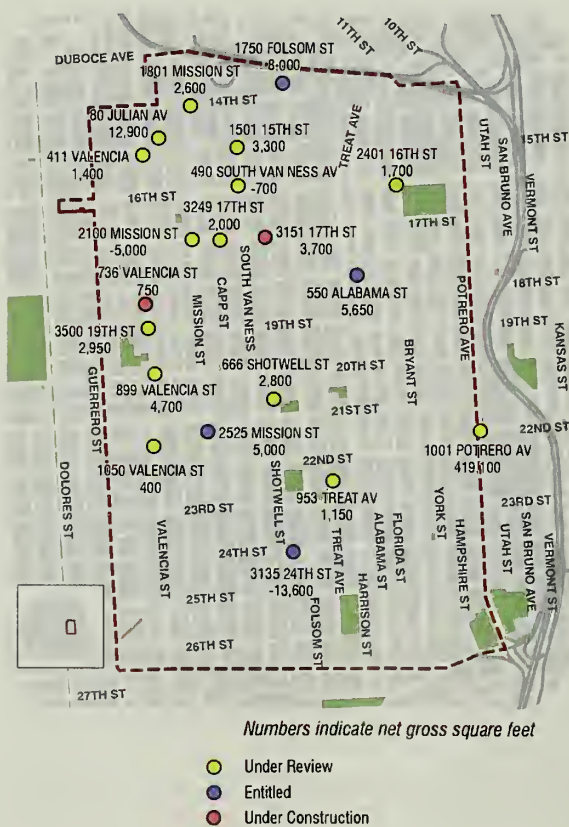 11TH ST
10TH ST
DUBOCE AVE
1750 FOLSOM ST
8,000
1801 MISSION ST
2,600
14TH ST
80 JULIAN AV
12,900
1501 15TH ST
3,300
TREAT AVE
411 VALENCIA
1,400
2401 16TH ST
1,700
UTAH ST
SAN BRUNO AVE
VERMONT ST
15TH ST
490 SOUTH VAN NESS AV
-700
16TH ST
3249 17TH ST
2,000
17TH ST
2100 MISSION ST
-5,000
3151 17TH ST
3,700
736 VALENCIA ST
750
MISSION ST
CAPP ST
SOUTH VAN NESS
550 ALABAMA ST
5,650
POTRERO AVE
18TH ST
19TH ST
3500 19TH ST
2,950
19TH ST
KANSAS ST
GUERRERO ST
666 SHOTWELL ST
2,800
20TH ST
BRYANT ST
899 VALENCIA ST
4,700
21ST ST
22ND ST
2525 MISSION ST
5,000
1001 POTRERO AV
419,100
1050 VALENCIA ST
400
22ND ST
DOLORES ST
SHOTWELL ST
953 TREAT AV
1,150
23RD ST
23RD ST
YORK ST
HAMPSHIRE ST
UTAH ST
SAN BRUNO AVE
VERMONT ST
VALENCIA ST
24TH ST
3135 24TH ST
-13,600
TREAT AVE
ALABAMA ST
FLORIDA ST
25TH ST
FOLSOM ST
HARRISON ST
26TH ST
27TH ST
Numbers indicate net gross square feet
Under Review
Entitled
Under Construction